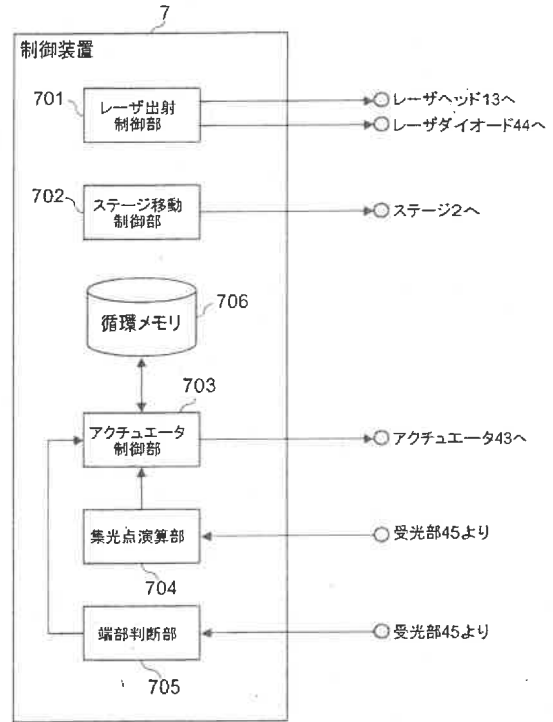 7
制御装置
701
レーザ出射
制御部
レーザヘッド13へ
レーザダイオード44へ
702
ステージ移動
制御部
ステージ2へ
循環メモリ
706
703
アクチュエータ
制御部
アクチュエータ43へ
集光点演算部
704
受光部45より
端部判断部
705
受光部45より